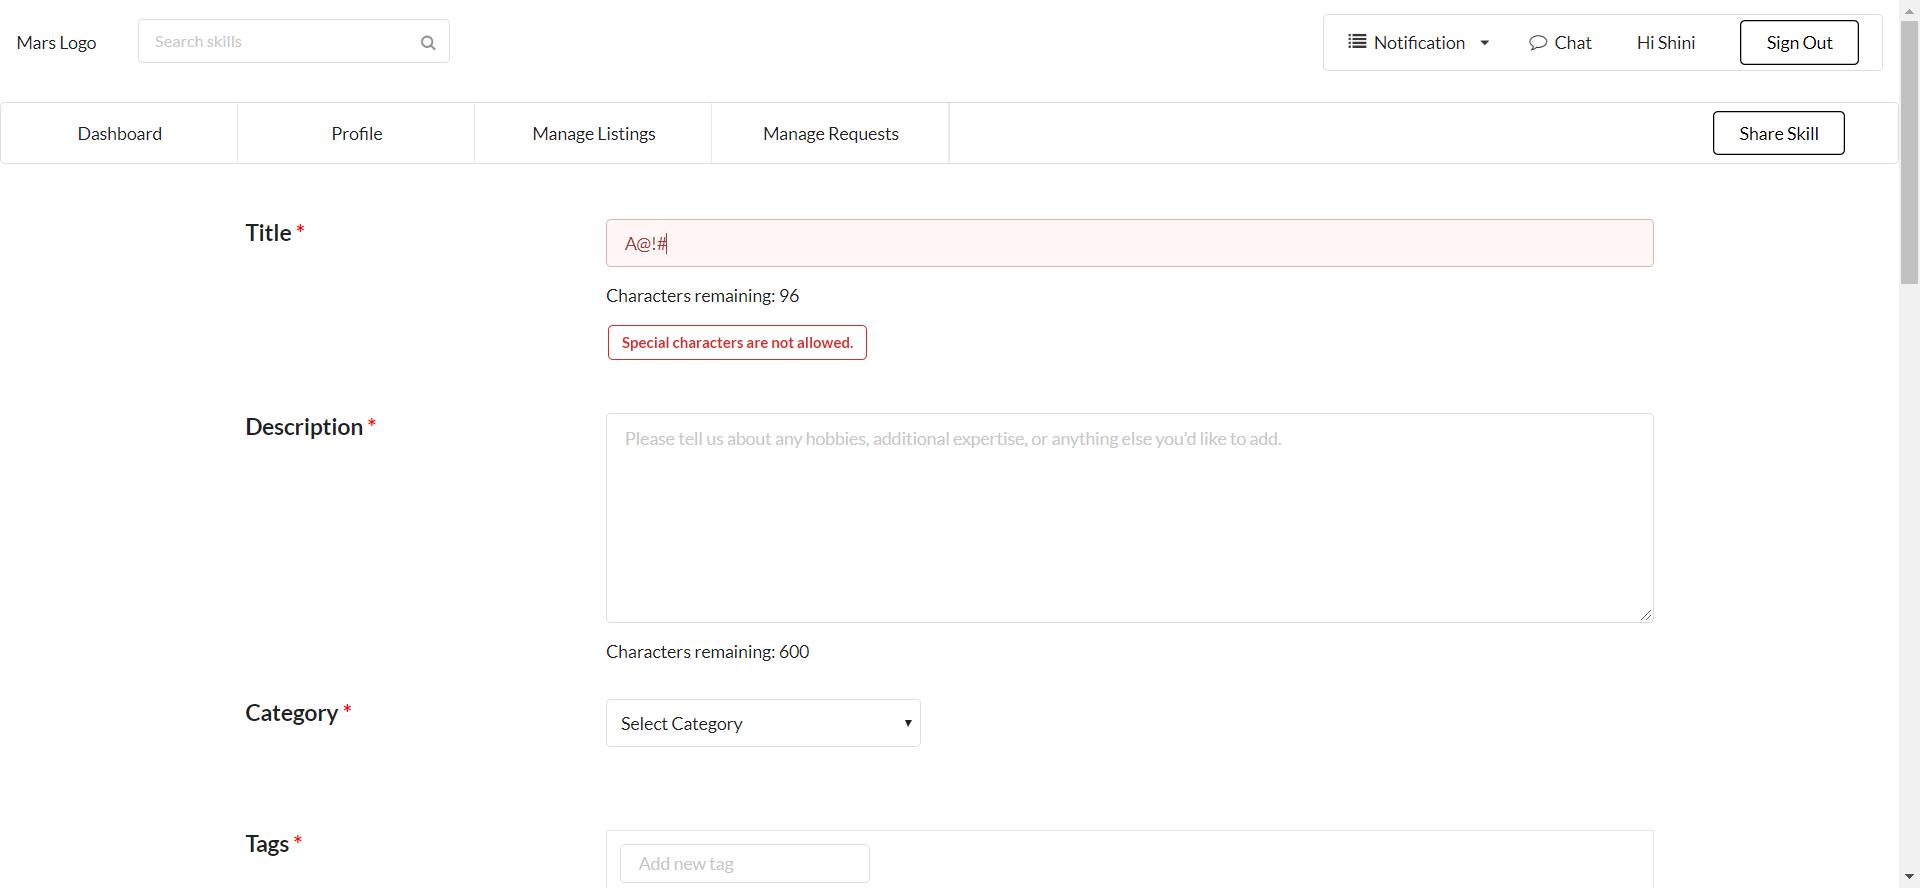 Mars Logo
Search skills
Notification
Chat
Hi Shini
Sign Out
Dashboard
Profile
Manage Listings
Manage Requests
Share Skill
Title *
A@!#
Characters remaining: 96
Special characters are not allowed.
Description *
Please tell us about any hobbies, additional expertise, or anything else you'd like to add.
Characters remaining: 600
Category *
Select Category
Tags *
Add new tag